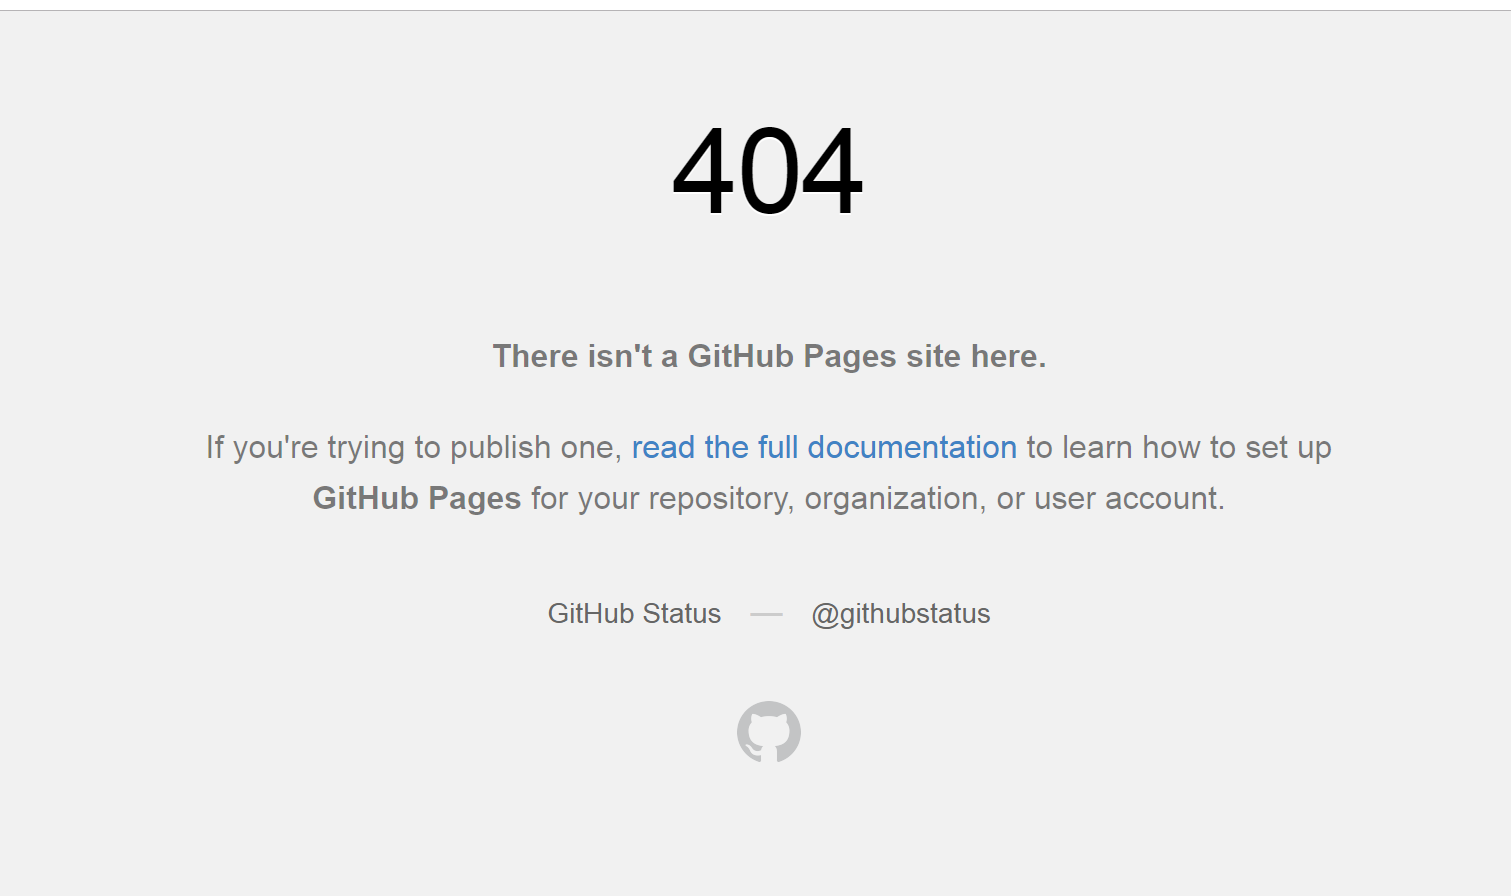 404
There isn't a GitHub Pages site here.
If you're trying to publish one, read the full documentation to learn how to set up
GitHub Pages for your repository, organization, or user account.
GitHub Status — @githubstatus